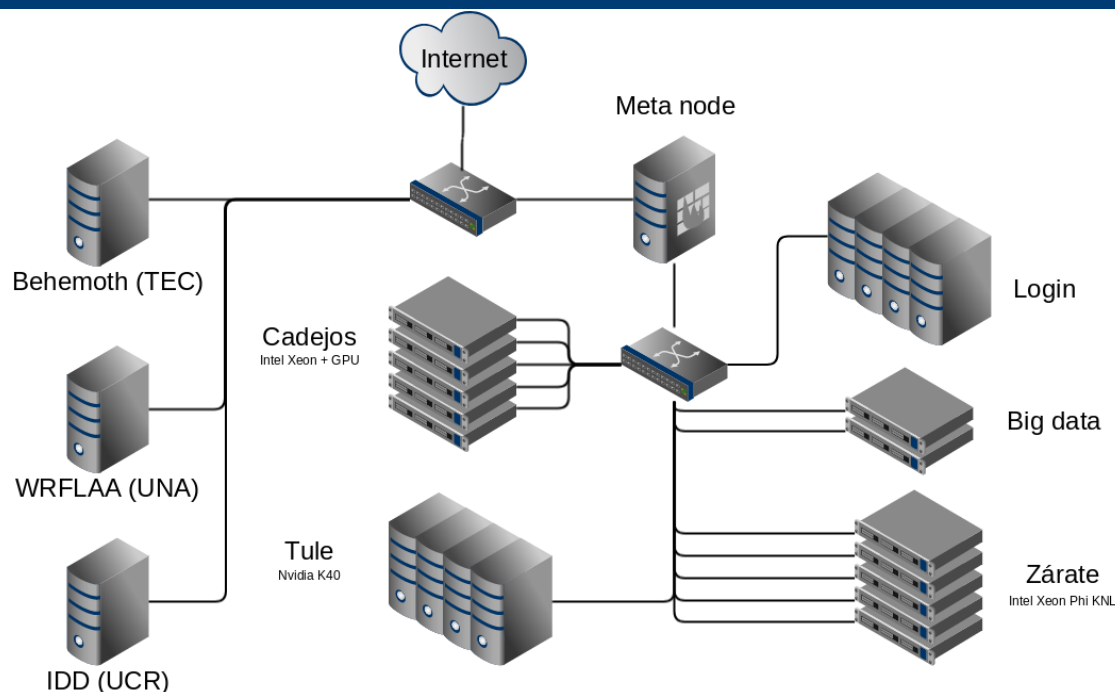 Internet
Meta node
Behemoth (TEC)
Login
Cadejos
Intel Xeon + GPU
Big data
WRFLAA (UNA)
Tule
Nvidia K40
Zárate
Intel Xeon Phi KNL
IDD (UCR)